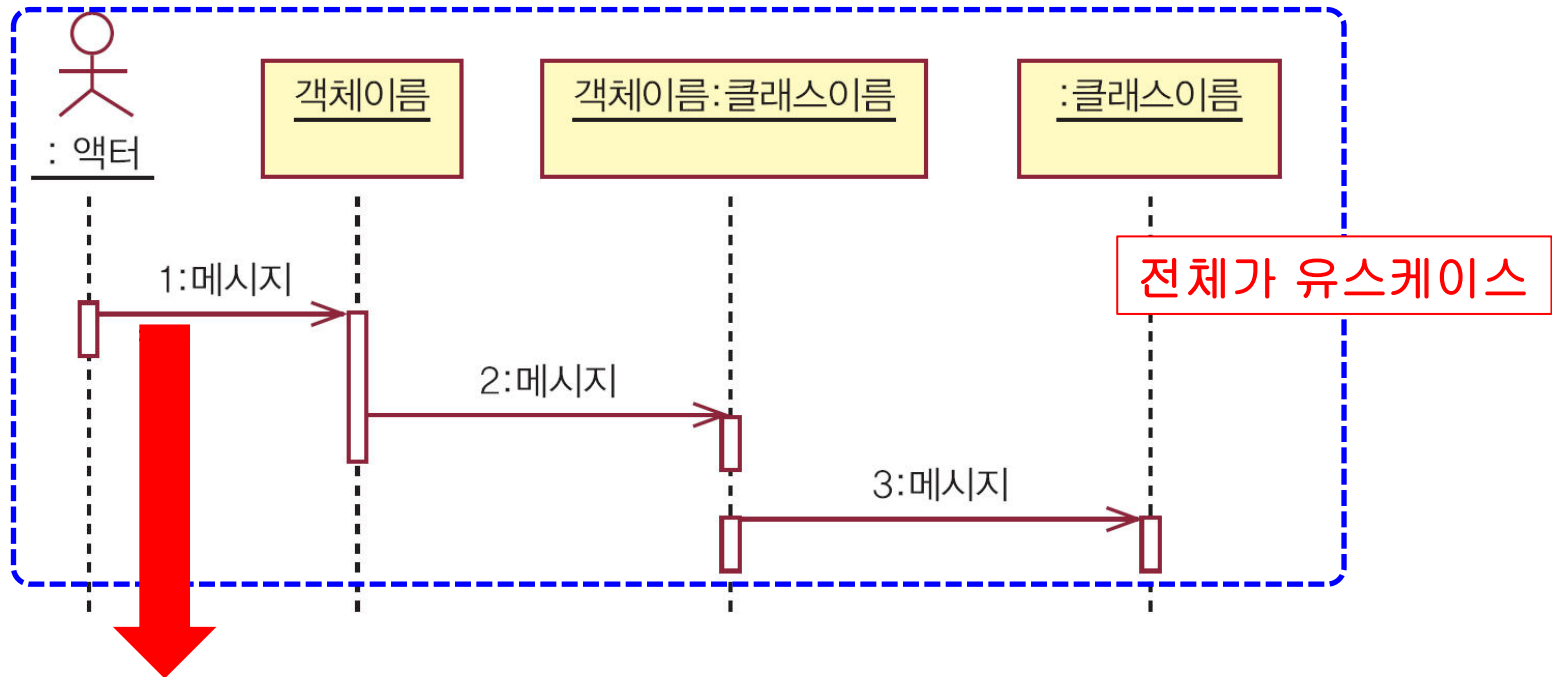 : 액터
객체이름
객체이름:클래스이름
:클래스이름
전체가 유스케이스
1:메시지
2:메시지
3:메시지